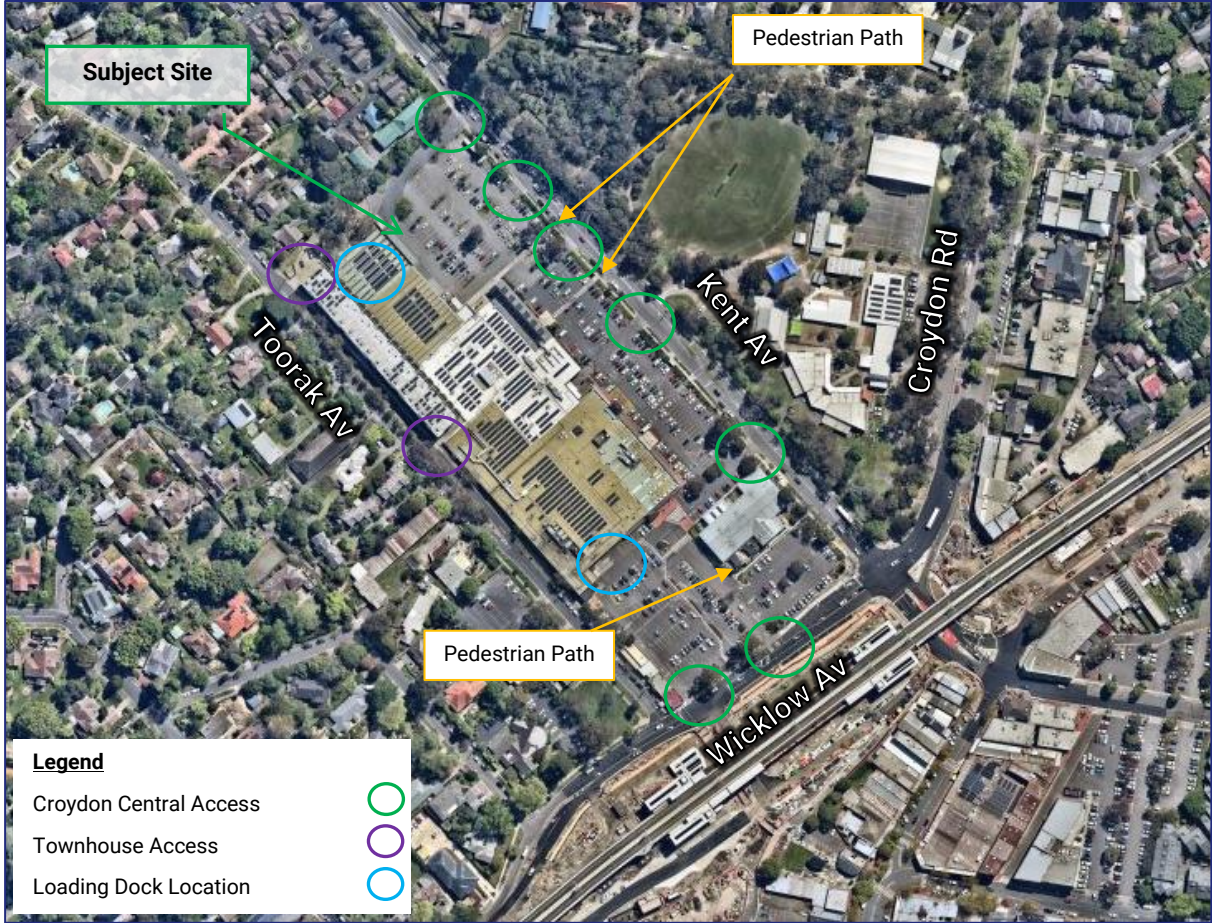 Pedestrian Path
Subject Site
Kent Av
Croydon Rd
Toorak Av
Pedestrian Path
Wicklow Av
Legend
Croydon Central Access
Townhouse Access
Loading Dock Location